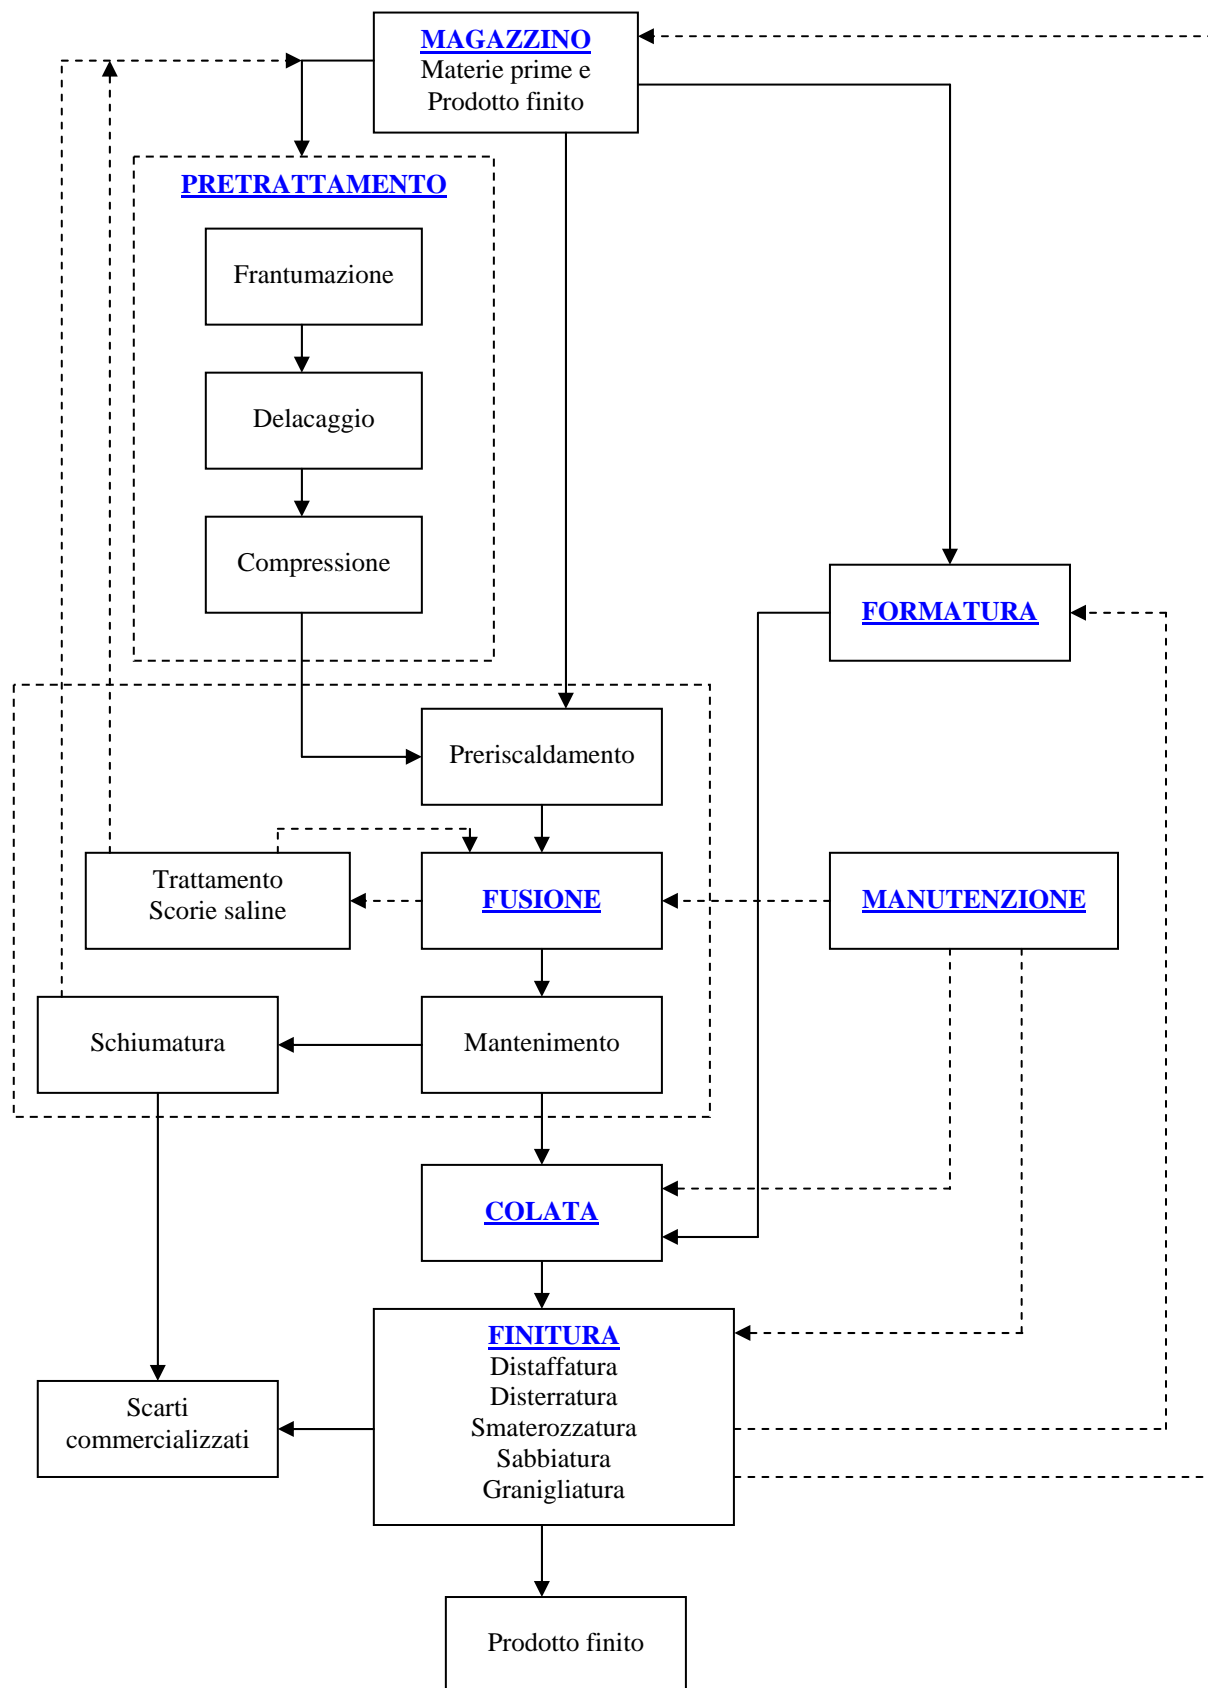 MAGAZZINO
Materie prime e
Prodotto finito
PRETRATTAMENTO
Frantumazione
Delacaggio
Compressione
FORMATURA
Preriscaldamento
Trattamento
Scorie saline
FUSIONE
MANUTENZIONE
Schiumatura
Mantenimento
COLATA
FINITURA
Distaffatura
Disterratura
Smaterozzatura
Sabbiatura
Granigliatura
Scarti
commercializzati
Prodotto finito